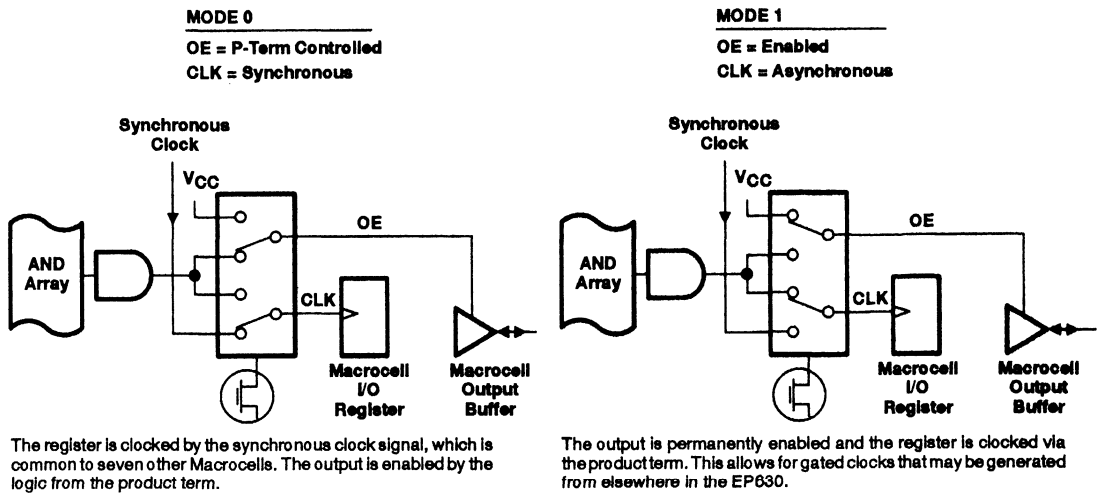 MODE 0
OE = P-Term Controlled
CLK = Synchronous
Synchronous
Clock
VCC
OE
AND
Array
CLK
Macrocell
I/O
Register
Macrocell
Output
Buffer
The register is clocked by the synchronous clock signal, which is
common to seven other Macrocells. The output is enabled by the
logic from the product term.
MODE 1
OE = Enabled
CLK = Asynchronous
Synchronous
Clock
VCC
OE
AND
Array
CLK
Macrocell
I/O
Register
Macrocell
Output
Buffer
The output is permanently enabled and the register is clocked via
the product term. This allows for gated clocks that may be generated
from elsewhere in the EP630.